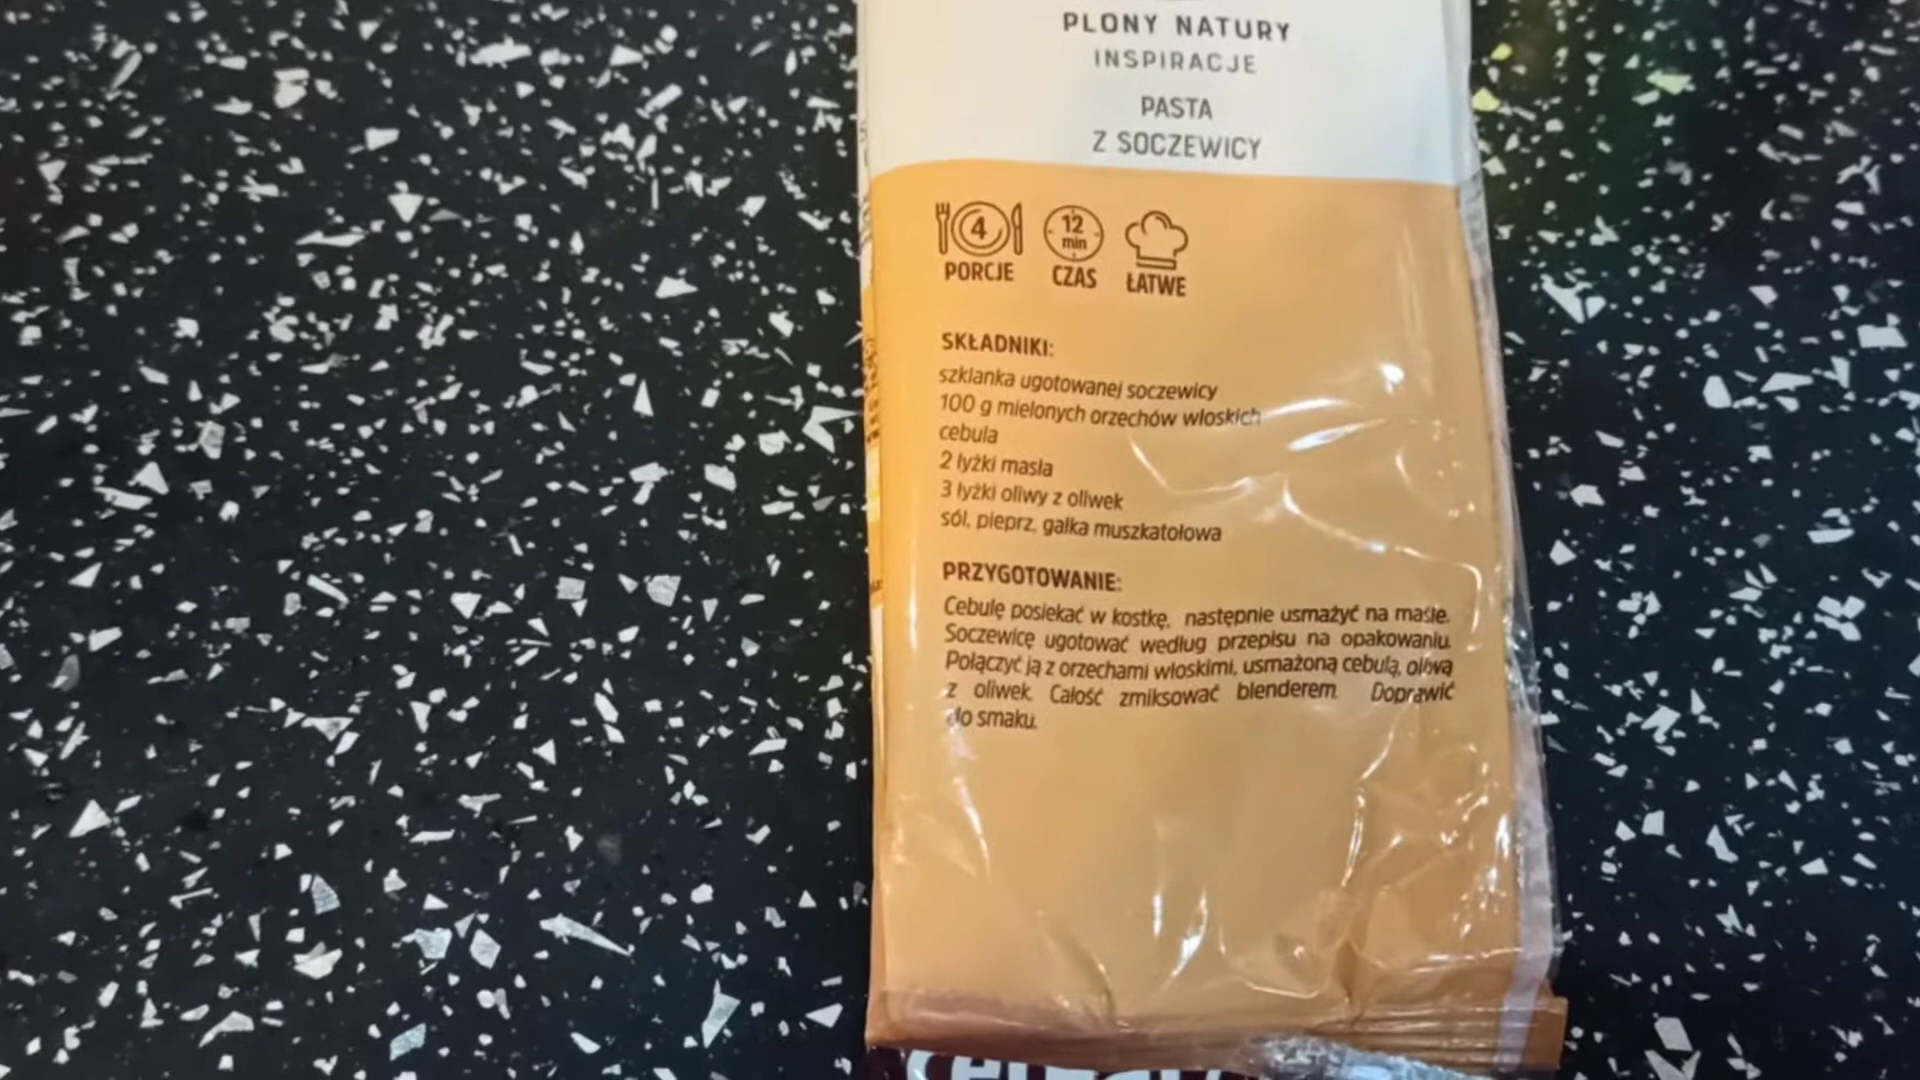 PLONY NATURY
INSPIRACJE
PASTA
Z SOCZEWICY
4
PORCJE
12
min
CZAS
ŁATWE
SKŁADNIKI:
szklanka ugotowanej soczewicy
100 g mielonych orzechów włoskich
cebula
2 łyżki masła
3 łyżki oliwy z oliwek
sól, pieprz, gałka muszkatołowa
PRZYGOTOWANIE:
Cebulę posiekać w kostkę, następnie usmażyć na maśle.
Soczewicę ugotować według przepisu na opakowaniu.
Połączyć ją z orzechami włoskimi, usmażoną cebulą, oliwą
z oliwek. Całość zmiksować blenderem. Doprawić
do smaku.